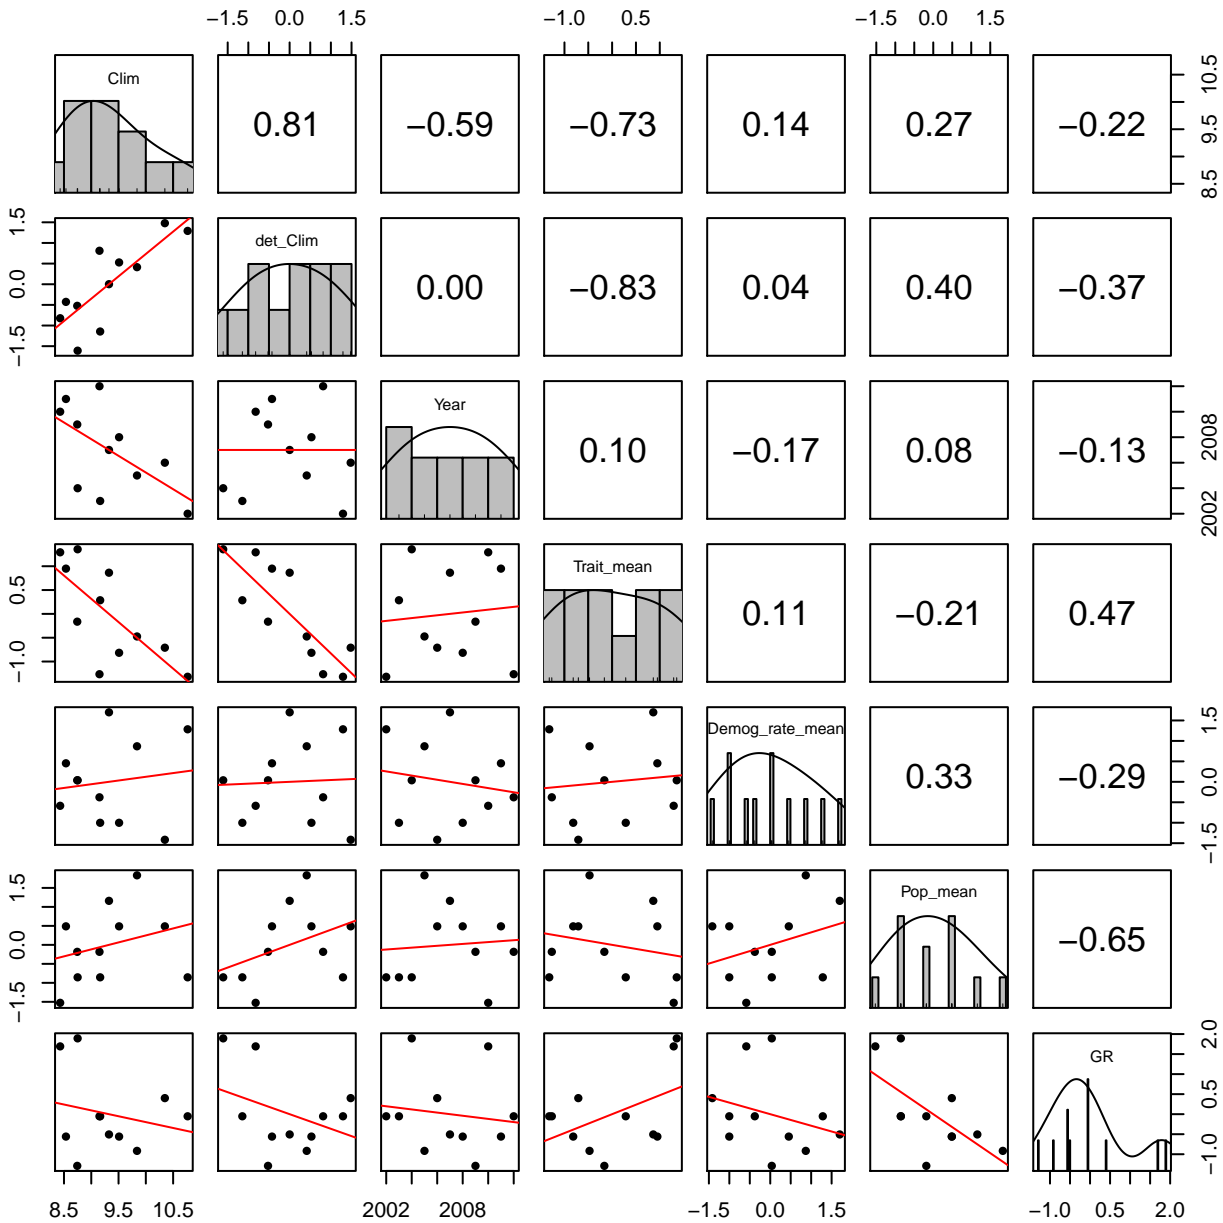 −1.5 0.0 1.5 −1.0 0.5 −1.5 0.0 1.5
Clim 0.81 −0.59 −0.73 0.14 0.27 −0.22 8.5 9.5 10.5
−1.5 0.0 1.5 det_Clim 0.00 −0.83 0.04 0.40 −0.37
Year 0.10 −0.17 0.08 −0.13 2002 2008
−1.0 0.5 Trait_mean 0.11 −0.21 0.47
Demog_rate_mean 0.33 −0.29 −1.5 0.0 1.5
−1.5 0.0 1.5 Pop_mean −0.65
GR −1.0 0.5 2.0
8.5 9.5 10.5 2002 2008 −1.5 0.0 1.5 −1.0 0.5 2.0